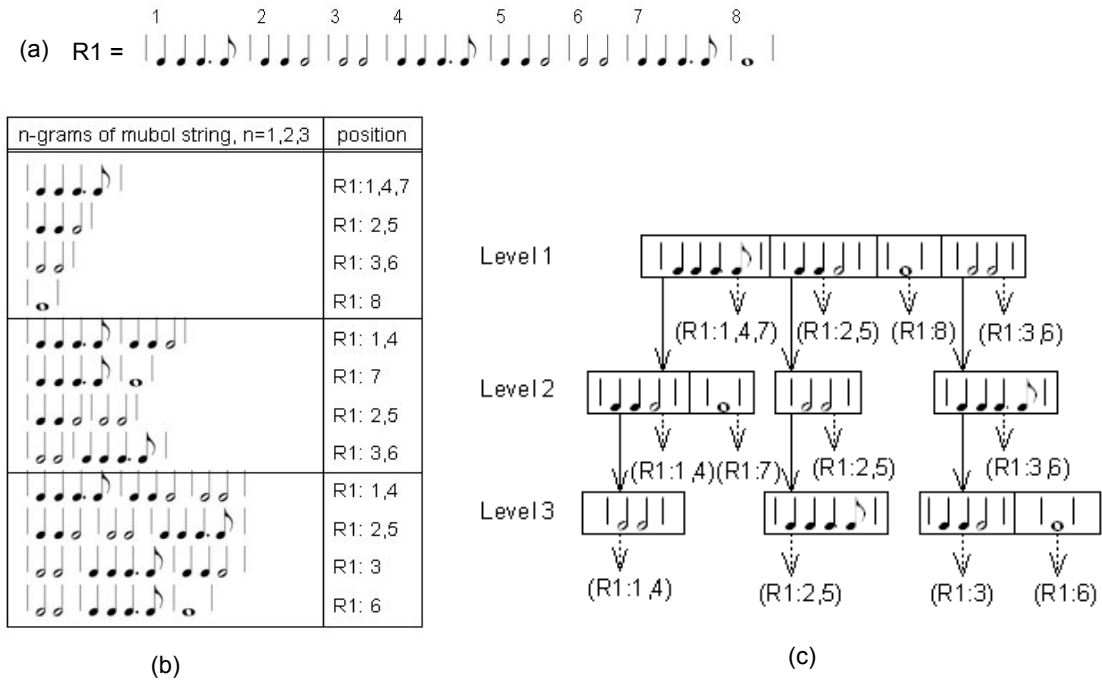 1 2 3 4 5 6 7 8
(a) R1 =
n-grams of mubol string, n=1,2,3 position
R1:1,4,7
R1: 2,5
R1: 3,6
R1: 8
R1: 1,4
R1: 7
R1: 2,5
R1: 3,6
R1: 1,4
R1: 2,5
R1: 3
R1: 6
(b)
Level 1
(R1:1,4,7) (R1:2,5) (R1:8) (R1:3,6)
Level 2
(R1:1,4) (R1:7) (R1:2,5) (R1:3,6)
Level 3
(R1:1,4) (R1:2,5) (R1:3) (R1:6)
(c)